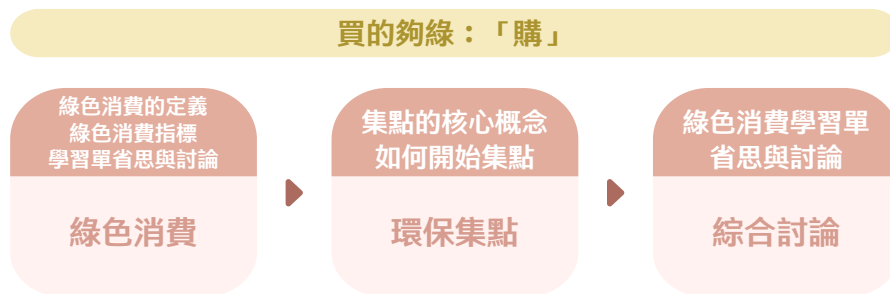 買的夠綠：「購」
綠色消費的定義
綠色消費指標
學習單省思與討論
綠色消費
集點的核心概念
如何開始集點
環保集點
綠色消費學習單
省思與討論
綜合討論